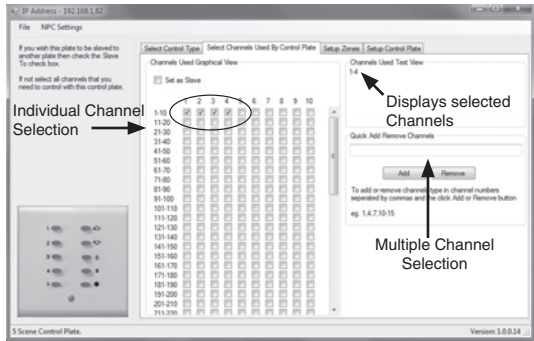 IP Address - 192.168.1.82
File NPC Settings
If you wish this plate to be slaved to
another plate then check the Slave
To check box.
If not select all channels that you
need to control with this control plate.
Individual Channel
Selection
Select Control Type
Select Channels Used By Control Plate
Setup Zones
Setup Control Plate
Channels Used Graphical View
Set as Slave
1 2 3 4 5 6 7 8 9 10
1-10
11-20
21-30
31-40
41-50
51-60
61-70
71-80
81-90
91-100
101-110
111-120
121-130
131-140
141-150
151-160
161-170
171-180
181-190
191-200
201-210
211-220
Channels Used Text View
1-4
Displays selected
Channels
Quick Add Remove Channels
Add Remove
To add or remove channels type in channel numbers
seperated by commas and the click Add or Remove button
eg. 1,4,7,10-15
Multiple Channel
Selection
1
2
3 6
4 8
5
5 Scene Control Plate.
Version: 1.0.0.14